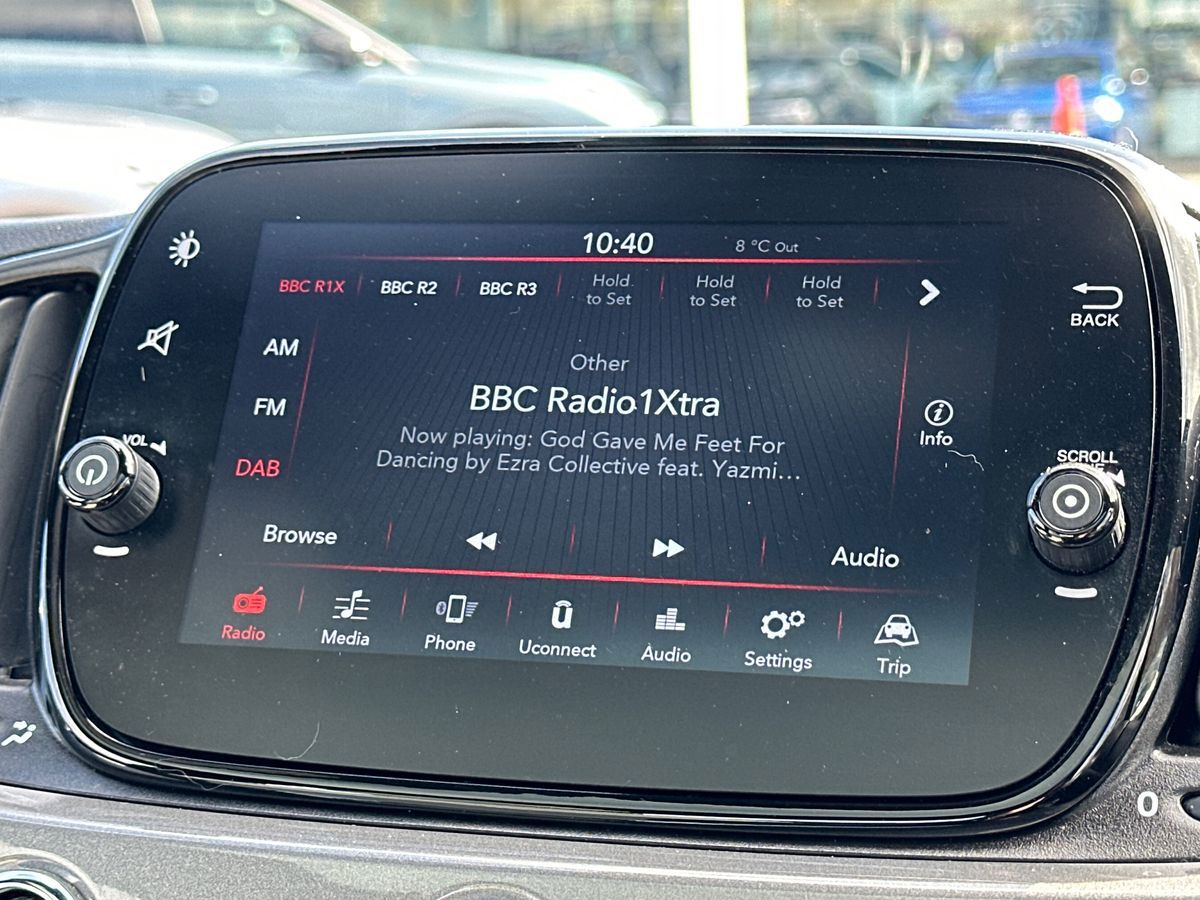 10:40 8 °C Out
BBC R1X BBC R2 BBC R3 Hold to Set Hold to Set Hold to Set
BACK
AM
Other
FM
BBC Radio1Xtra
Info
Now playing: God Gave Me Feet For
Dancing by Ezra Collective feat. Yazmi...
VOL
DAB
SCROLL
Browse
Audio
Radio Media Phone Uconnect Audio Settings Trip
0